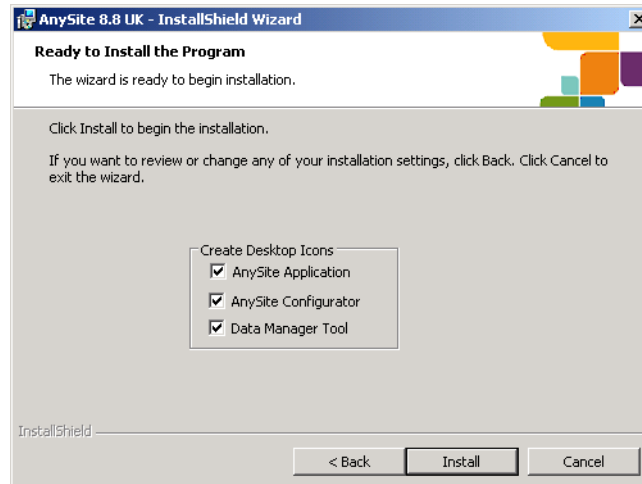 AnySite 8.8 UK - InstallShield Wizard
Ready to Install the Program
The wizard is ready to begin installation.
Click Install to begin the installation.
If you want to review or change any of your installation settings, click Back. Click Cancel to
exit the wizard.
Create Desktop Icons
AnySite Application
AnySite Configurator
Data Manager Tool
InstallShield
< Back Install Cancel